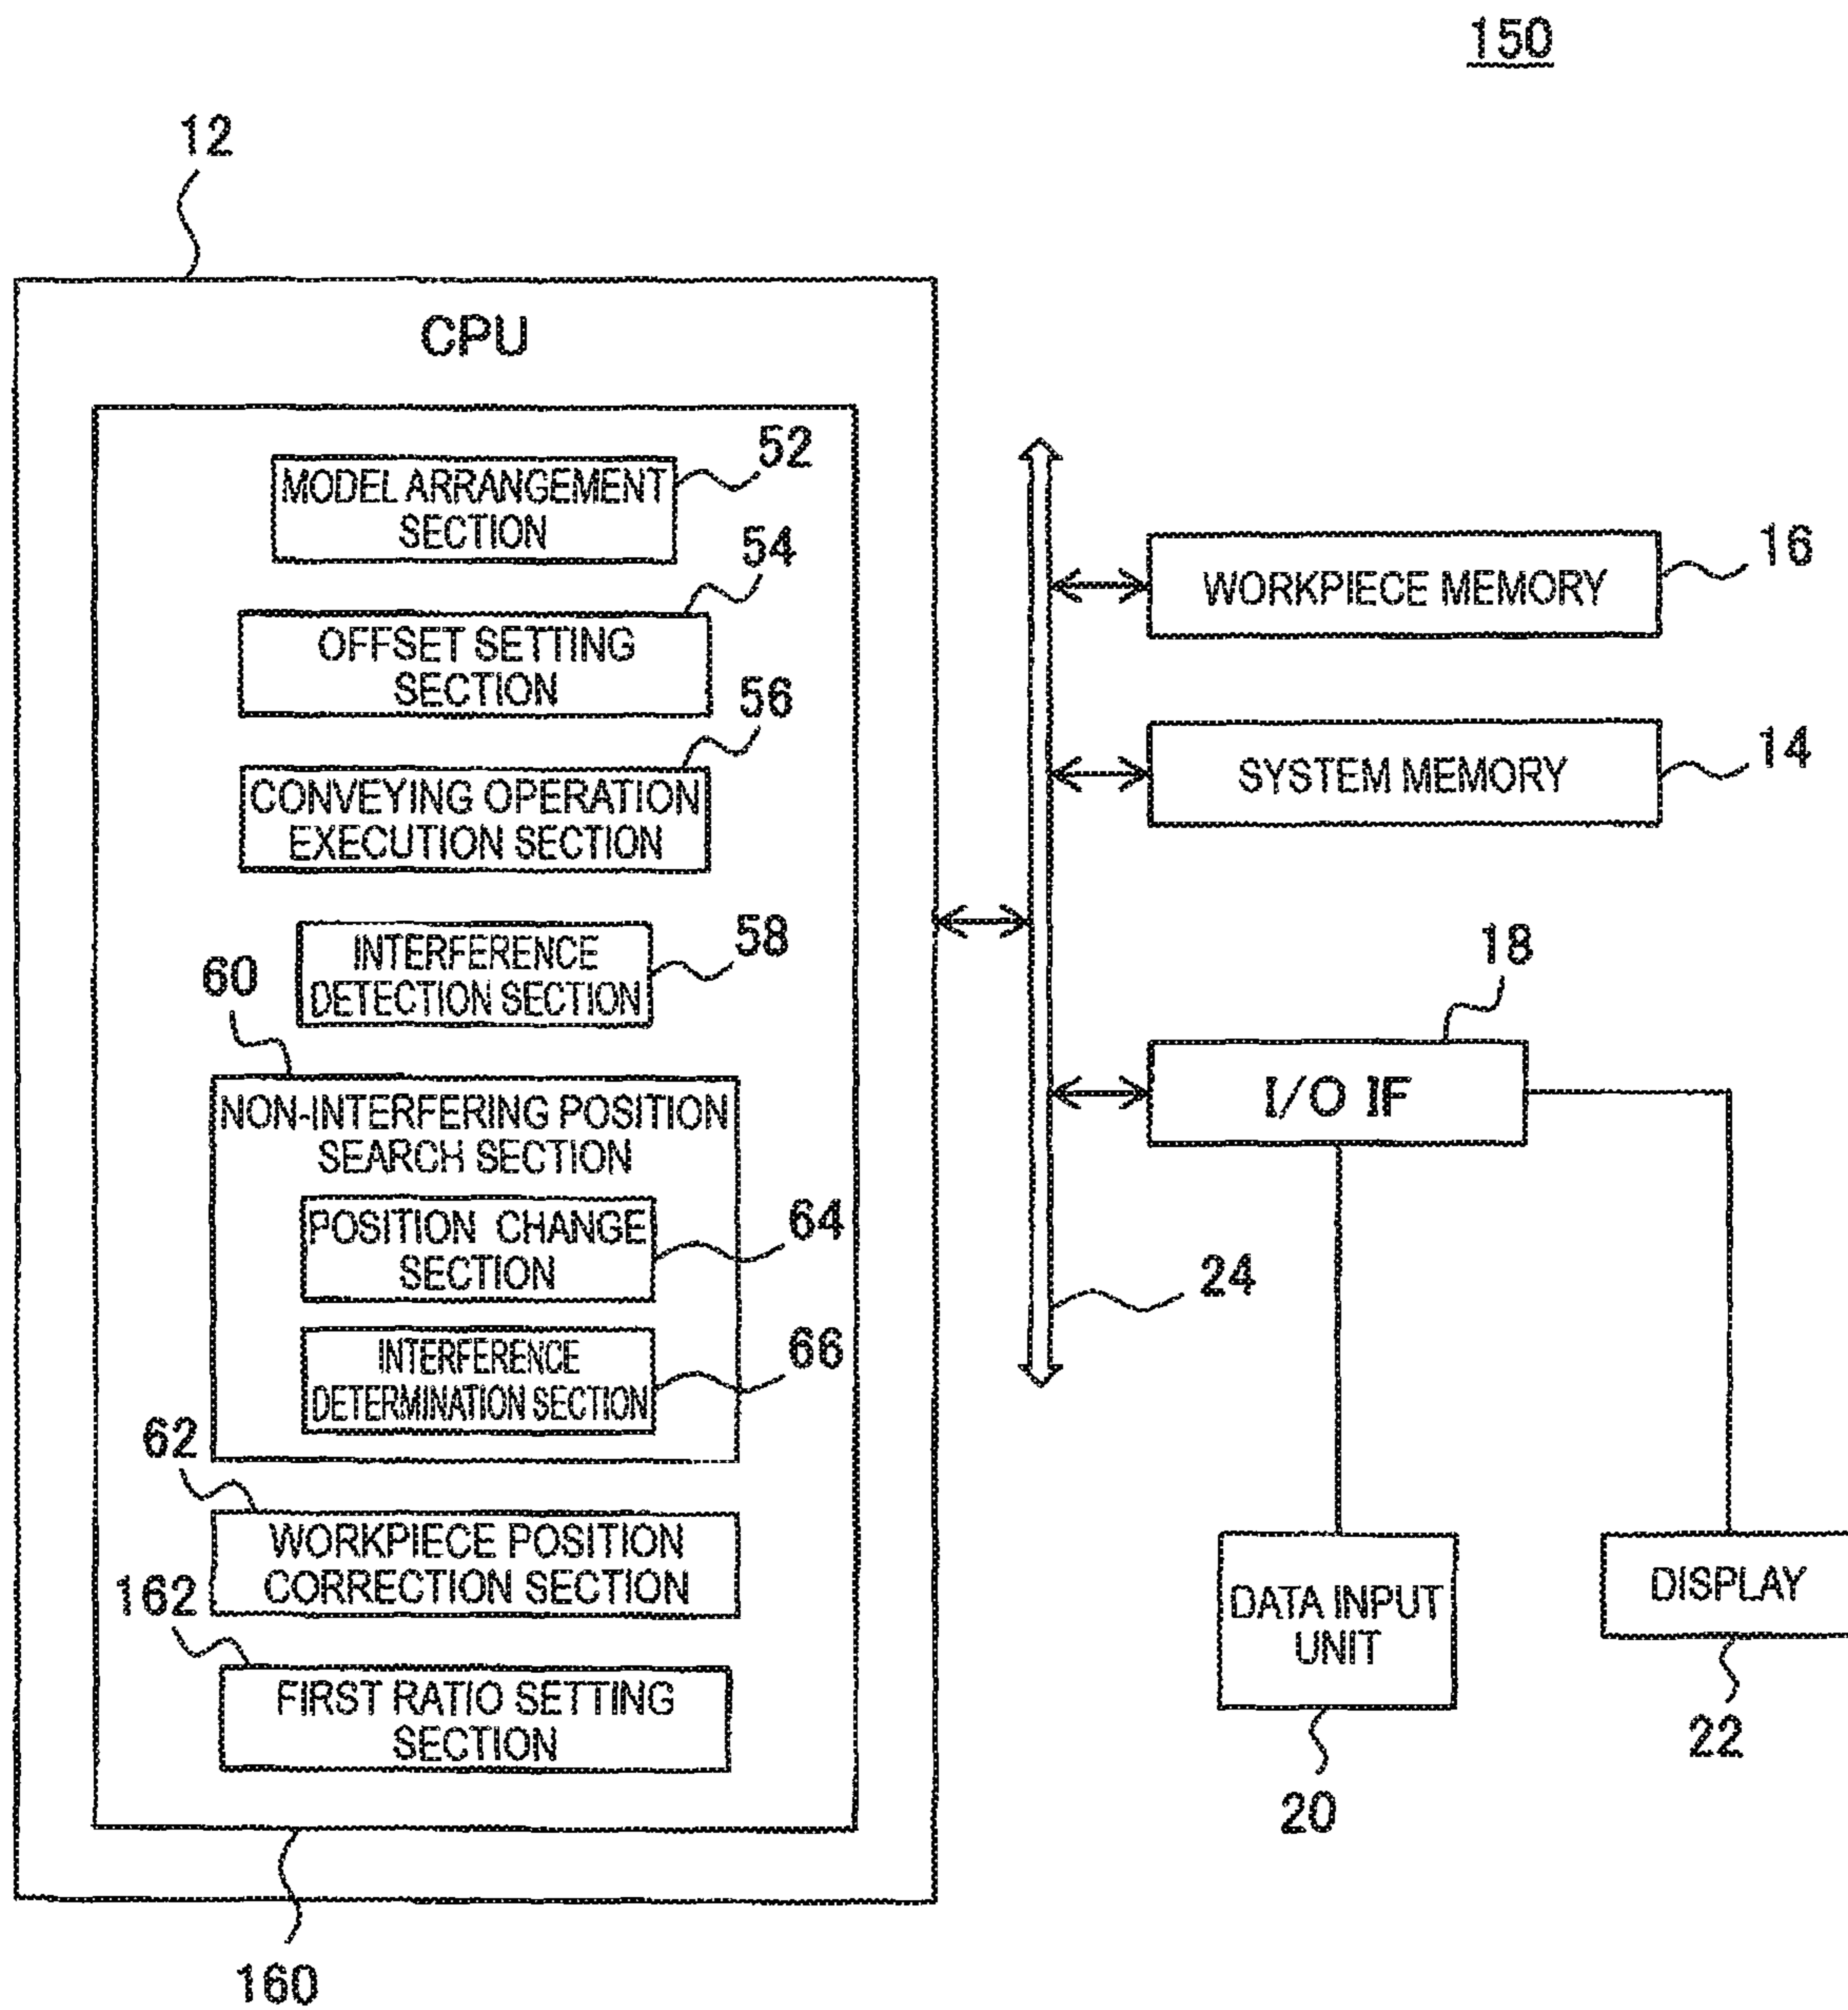 150
12
CPU
52
MODEL ARRANGEMENT
SECTION
54
OFFSET SETTING
SECTION
56
CONVEYING OPERATION
EXECUTION SECTION
58
INTERFERENCE
DETECTION SECTION
60
NON-INTERFERING POSITION
SEARCH SECTION
64
POSITION CHANGE
SECTION
66
INTERFERENCE
DETERMINATION SECTION
62
WORKPIECE POSITION
CORRECTION SECTION
162
FIRST RATIO SETTING
SECTION
160
16
WORKPIECE MEMORY
14
SYSTEM MEMORY
18
I/O IF
24
DATA INPUT
UNIT
20
DISPLAY
22